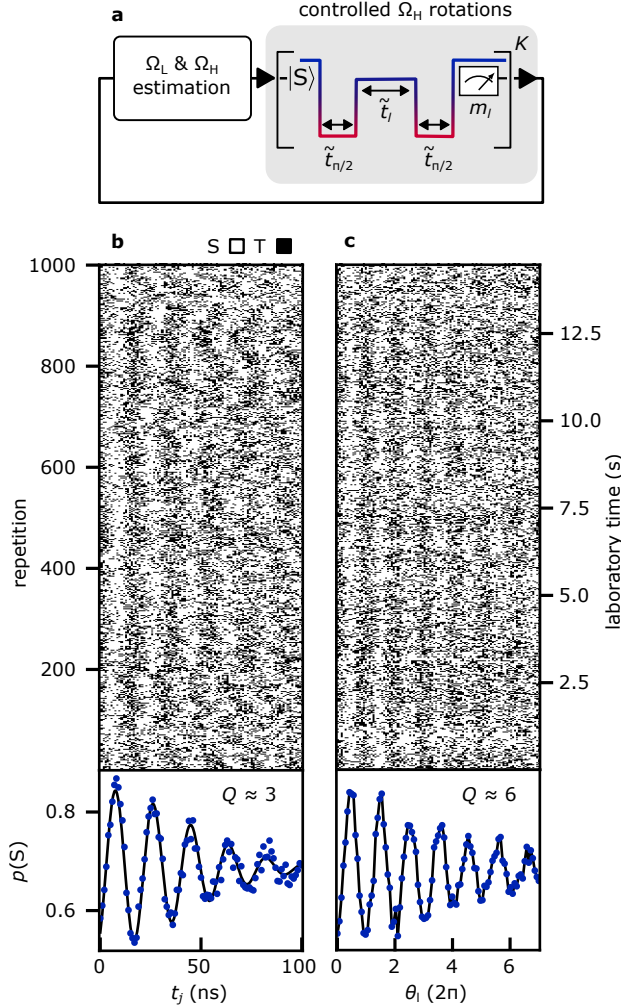 a
controlled Ω_H rotations
Ω_L & Ω_H
estimation
|S⟩
t̃_l
m_l
K
t̃_π/2
t̃_π/2
b
S T
c
1000
800
600
400
200
repetition
12.5
10.0
7.5
5.0
2.5
laboratory time (s)
Q ≈ 3
Q ≈ 6
0.8
0.6
p(S)
0 50 100
t_j (ns)
0 2 4 6
θ_l (2π)